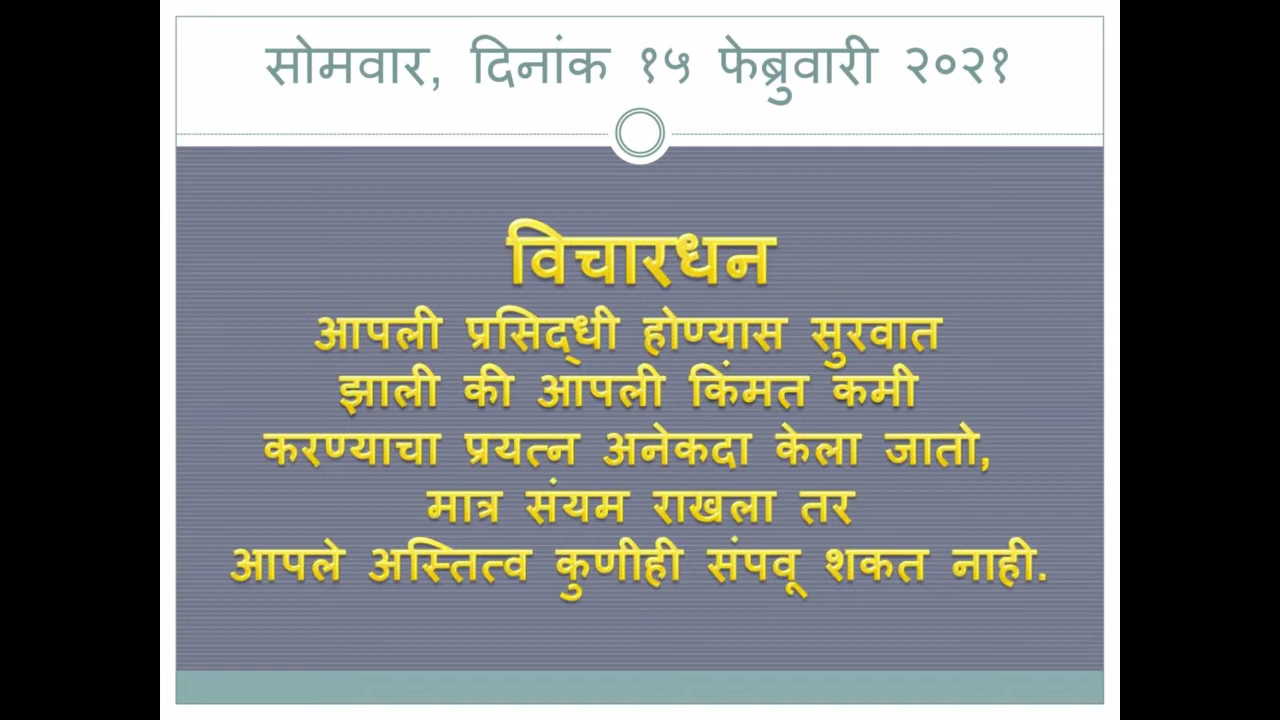 सोमवार, दिनांक १५ फेब्रुवारी २०२१
विचारधन
आपली प्रसिद्धी होण्यास सुरवात
झाली की आपली किंमत कमी
करण्याचा प्रयत्न अनेकदा केला जातो,
मात्र संयम राखला तर
आपले अस्तित्व कुणीही संपवू शकत नाही.